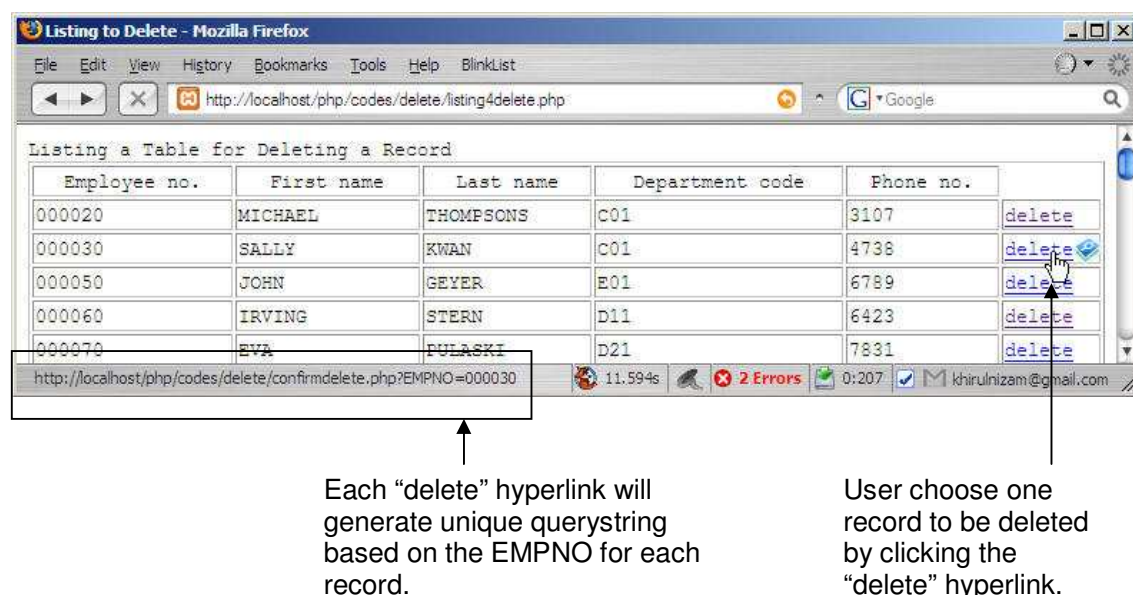 Listing to Delete - Mozilla Firefox
File Edit View History Bookmarks Tools Help BlinkList
http://localhost/php/codes/delete/listing4delete.php G Google
Listing a Table for Deleting a Record
Employee no. First name Last name Department code Phone no.
000020 MICHAEL THOMPSONS C01 3107 delete
000030 SALLY KWAN C01 4738 delete
000050 JOHN GEYER E01 6789 delete
000060 IRVING STERN D11 6423 delete
000070 EVA PULASKI D21 7831 delete
http://localhost/php/codes/delete/confirmdelete.php?EMPNO=000030 11.594s 2 Errors 0:207 khirulnizam@gmail.com
Each “delete” hyperlink will
generate unique querystring
based on the EMPNO for each
record.
User choose one
record to be deleted
by clicking the
“delete” hyperlink.